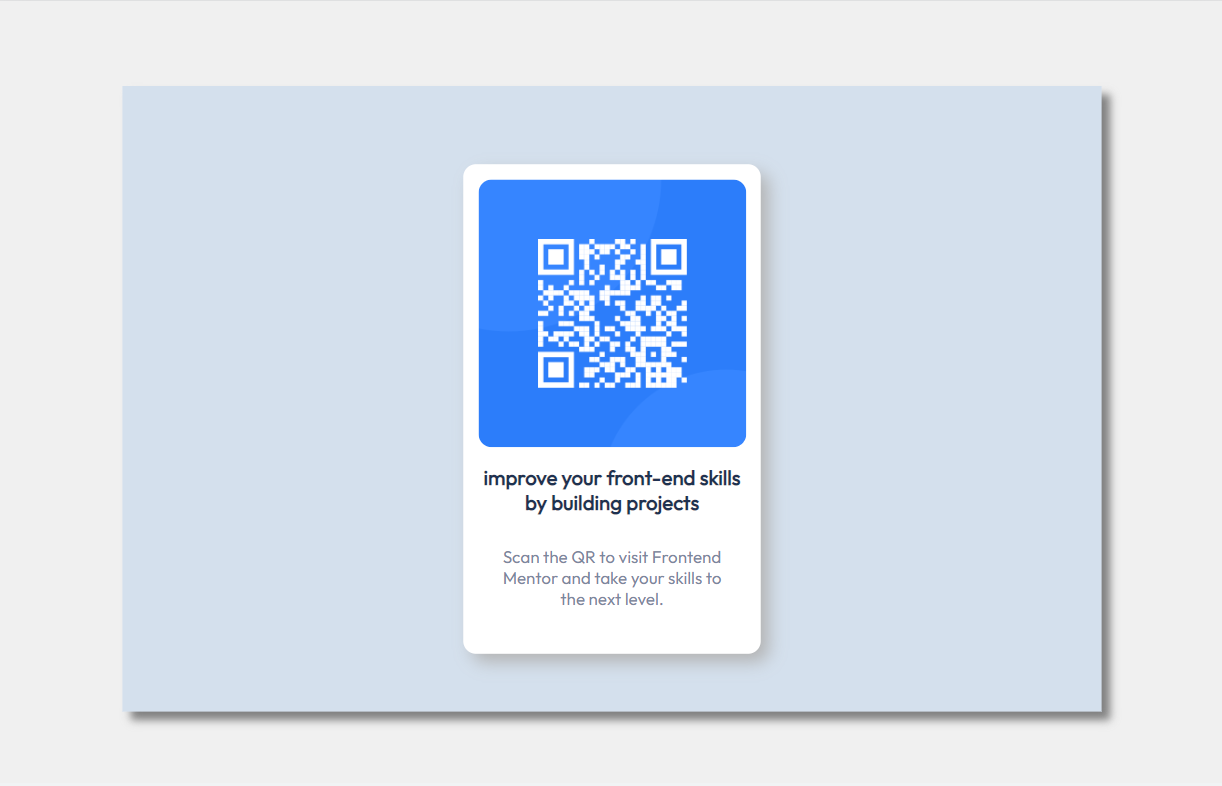 improve your front-end skills
by building projects
Scan the QR to visit Frontend
Mentor and take your skills to
the next level.